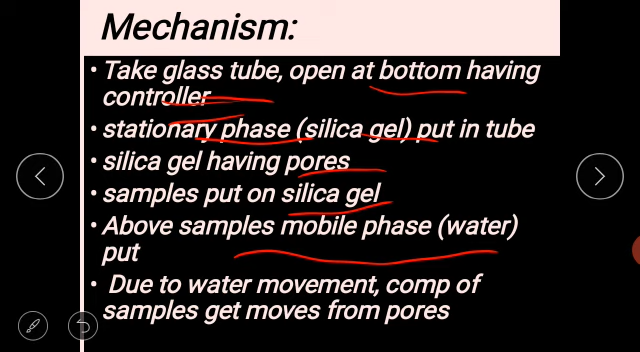 Mechanism:
• Take glass tube, open at bottom having
controller
• stationary phase (silica gel) put in tube
• silica gel having pores
• samples put on silica gel
• Above samples mobile phase (water)
put
• Due to water movement, comp of
samples get moves from pores